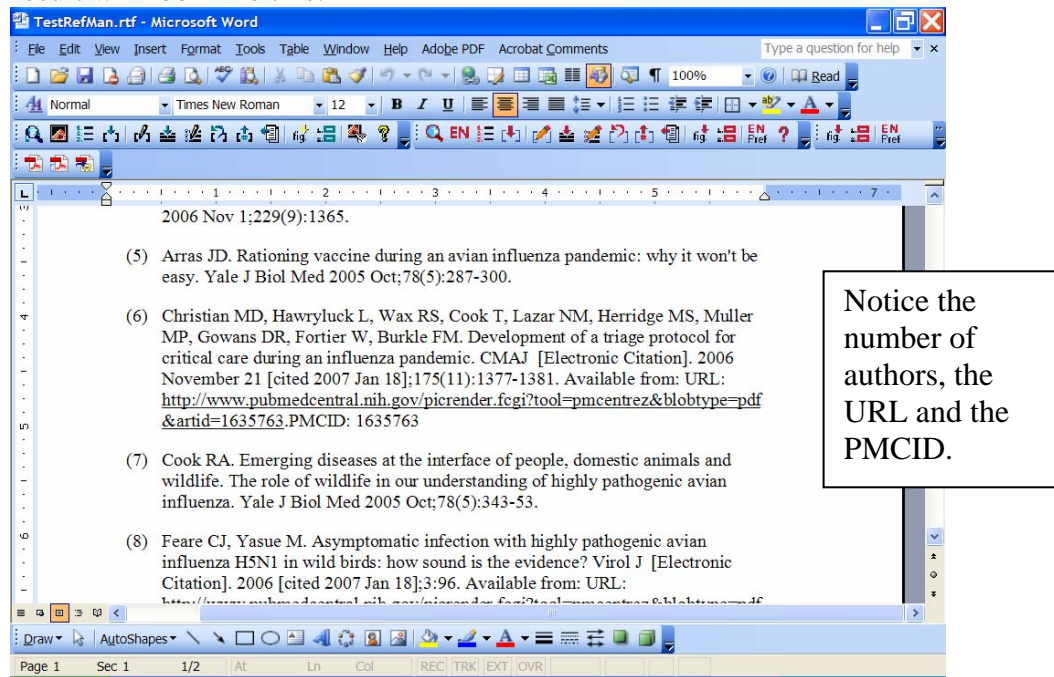 TestRefMan.rtf - Microsoft Word
File Edit View Insert Format Tools Table Window Help Adobe PDF Acrobat Comments Type a question for help
100% Read
Normal Times New Roman 12 B I U
EN EN Pref EN Pref
1 2 3 4 5 7
2006 Nov 1;229(9):1365.
(5) Arras JD. Rationing vaccine during an avian influenza pandemic: why it won't be
easy. Yale J Biol Med 2005 Oct;78(5):287-300.
(6) Christian MD, Hawryluck L, Wax RS, Cook T, Lazar NM, Herridge MS, Muller
MP, Gowans DR, Fortier W, Burkle FM. Development of a triage protocol for
critical care during an influenza pandemic. CMAJ [Electronic Citation]. 2006
November 21 [cited 2007 Jan 18];175(11):1377-1381. Available from: URL:
http://www.pubmedcentral.nih.gov/picrender.fcgi?tool=pmcentrez&blobtype=pdf
&artid=1635763.PMCID: 1635763
(7) Cook RA. Emerging diseases at the interface of people, domestic animals and
wildlife. The role of wildlife in our understanding of highly pathogenic avian
influenza. Yale J Biol Med 2005 Oct;78(5):343-53.
(8) Feare CJ, Yasue M. Asymptomatic infection with highly pathogenic avian
influenza H5N1 in wild birds: how sound is the evidence? Virol J [Electronic
Citation]. 2006 [cited 2007 Jan 18];3:96. Available from: URL:
Notice the
number of
authors, the
URL and the
PMCID.
Draw AutoShapes
Page 1 Sec 1 1/2 At Ln Col REC TRK EXT OVR